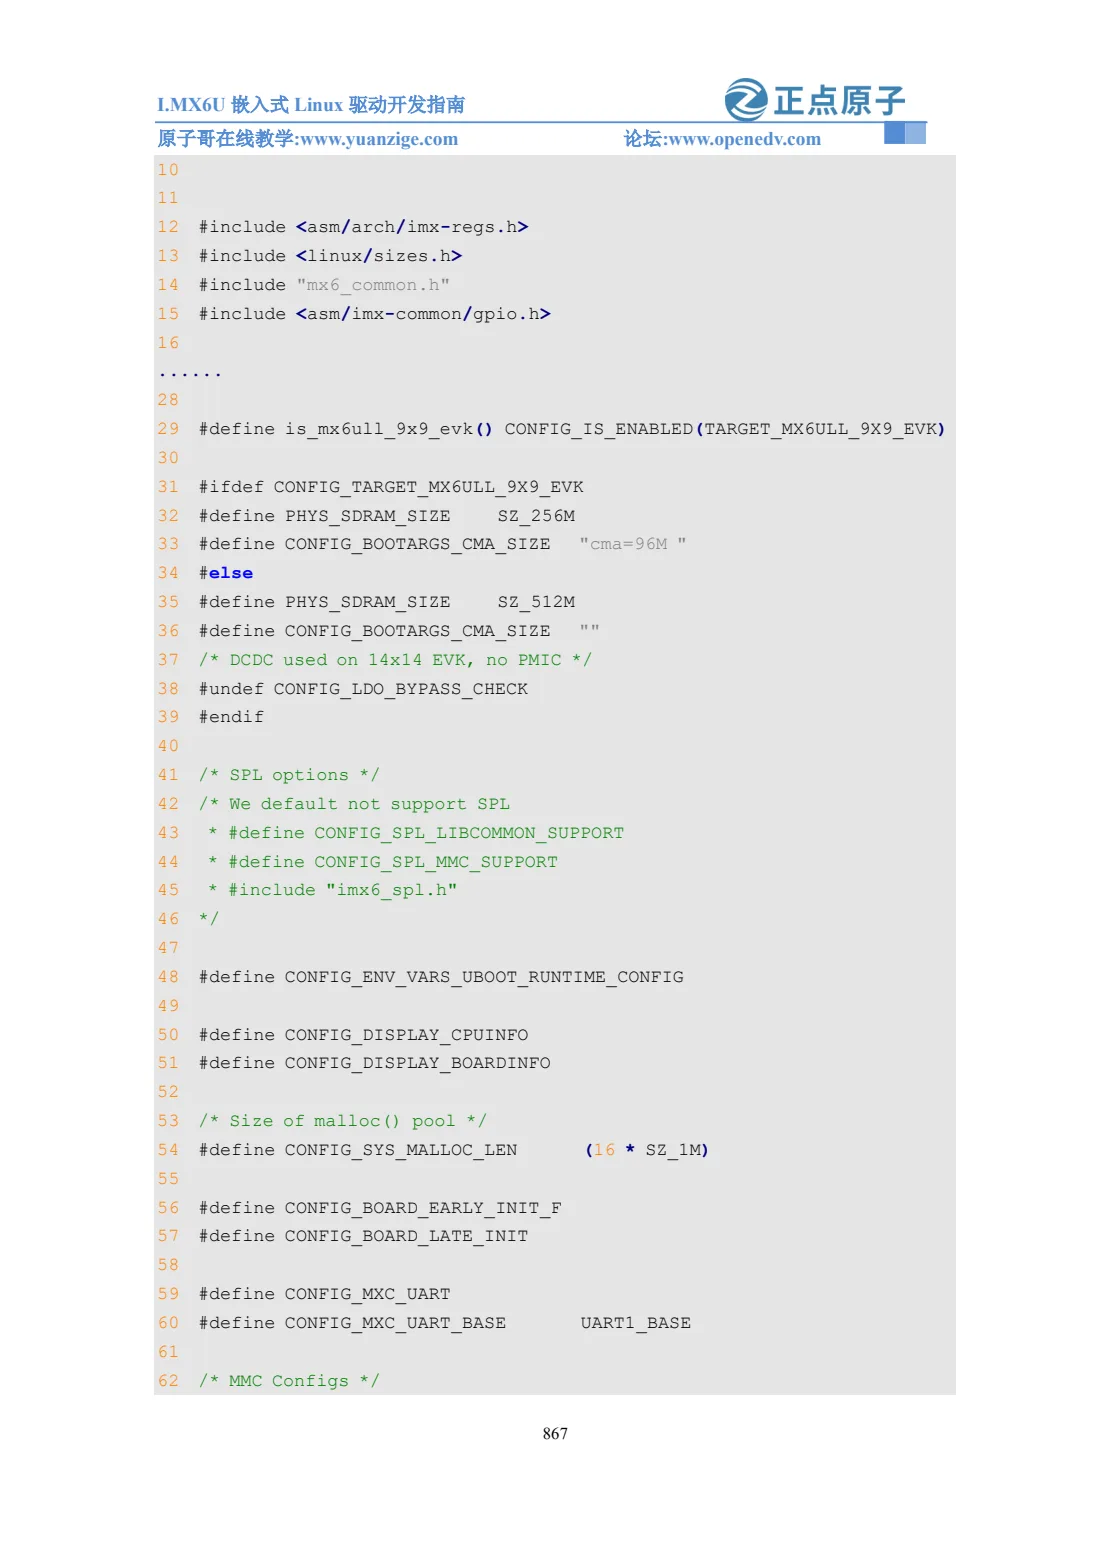 I.MX6U 嵌入式 Linux 驱动开发指南
正点原子
原子哥在线教学:www.yuanzige.com 论坛:www.openedv.com
10
11
12 #include <asm/arch/imx-regs.h>
13 #include <linux/sizes.h>
14 #include "mx6_common.h"
15 #include <asm/imx-common/gpio.h>
16
......
28
29 #define is_mx6ull_9x9_evk() CONFIG_IS_ENABLED(TARGET_MX6ULL_9X9_EVK)
30
31 #ifdef CONFIG_TARGET_MX6ULL_9X9_EVK
32 #define PHYS_SDRAM_SIZE SZ_256M
33 #define CONFIG_BOOTARGS_CMA_SIZE "cma=96M "
34 #else
35 #define PHYS_SDRAM_SIZE SZ_512M
36 #define CONFIG_BOOTARGS_CMA_SIZE ""
37 /* DCDC used on 14x14 EVK, no PMIC */
38 #undef CONFIG_LDO_BYPASS_CHECK
39 #endif
40
41 /* SPL options */
42 /* We default not support SPL
43 * #define CONFIG_SPL_LIBCOMMON_SUPPORT
44 * #define CONFIG_SPL_MMC_SUPPORT
45 * #include "imx6_spl.h"
46 */
47
48 #define CONFIG_ENV_VARS_UBOOT_RUNTIME_CONFIG
49
50 #define CONFIG_DISPLAY_CPUINFO
51 #define CONFIG_DISPLAY_BOARDINFO
52
53 /* Size of malloc() pool */
54 #define CONFIG_SYS_MALLOC_LEN (16 * SZ_1M)
55
56 #define CONFIG_BOARD_EARLY_INIT_F
57 #define CONFIG_BOARD_LATE_INIT
58
59 #define CONFIG_MXC_UART
60 #define CONFIG_MXC_UART_BASE UART1_BASE
61
62 /* MMC Configs */
867